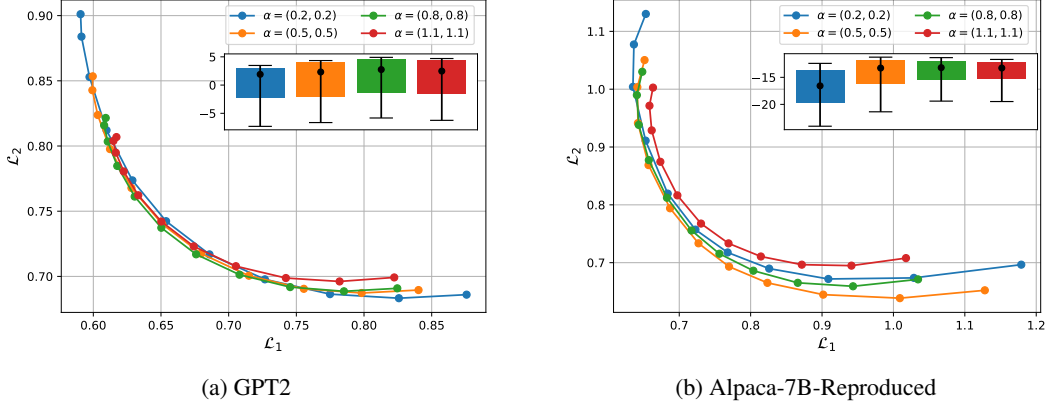 α = (0.2, 0.2) α = (0.8, 0.8)
α = (0.5, 0.5) α = (1.1, 1.1)
5
0
−5
0.90
0.85
0.80
0.75
0.70
ℒ₂
0.60 0.65 0.70 0.75 0.80 0.85
ℒ₁
(a) GPT2
α = (0.2, 0.2) α = (0.8, 0.8)
α = (0.5, 0.5) α = (1.1, 1.1)
−15
−20
1.1
1.0
0.9
0.8
0.7
0.6
ℒ₂
0.7 0.8 0.9 1.0 1.1 1.2
ℒ₁
(b) Alpaca-7B-Reproduced